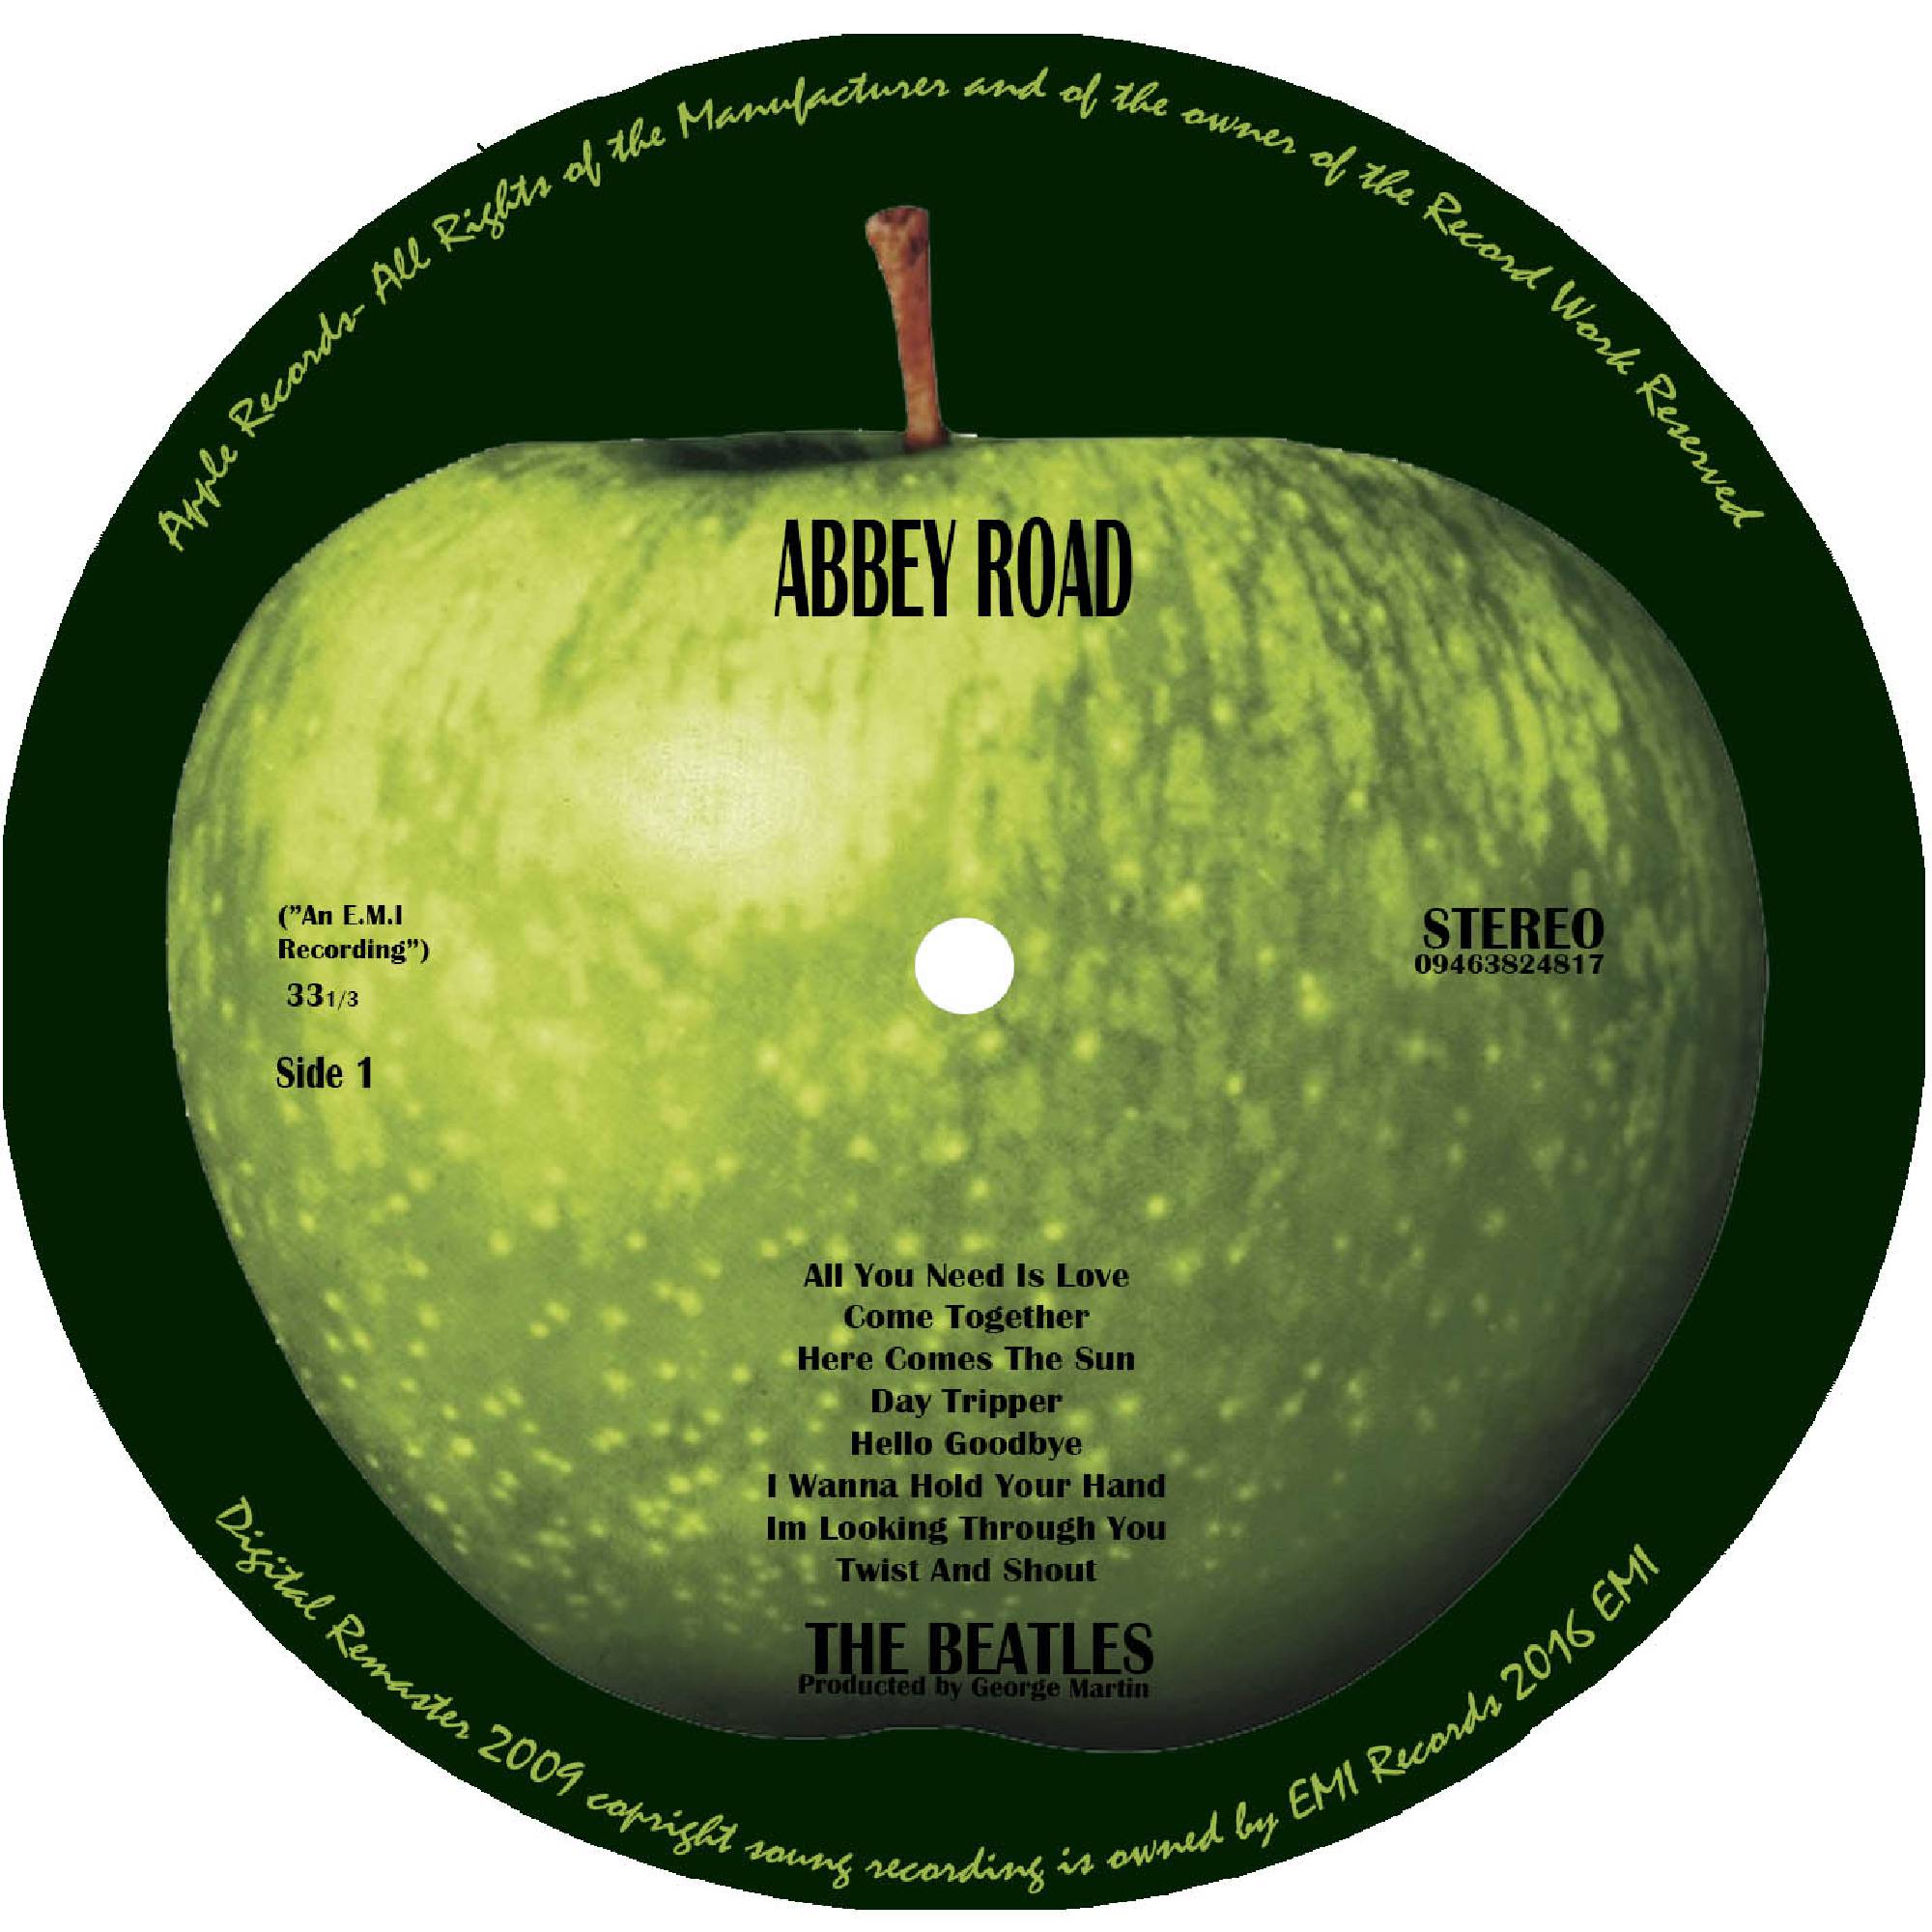 Apple Records- All Rights of the Manufacturer and of the owner of the Record Work Reserved
ABBEY ROAD
("An E.M.I
Recording")
33 1/3
Side 1
STEREO
09463824817
All You Need Is Love
Come Together
Here Comes The Sun
Day Tripper
Hello Goodbye
I Wanna Hold Your Hand
Im Looking Through You
Twist And Shout
THE BEATLES
Producted by George Martin
Digital Remaster 2009 copright soung recording is owned by EMI Records 2016 EMI